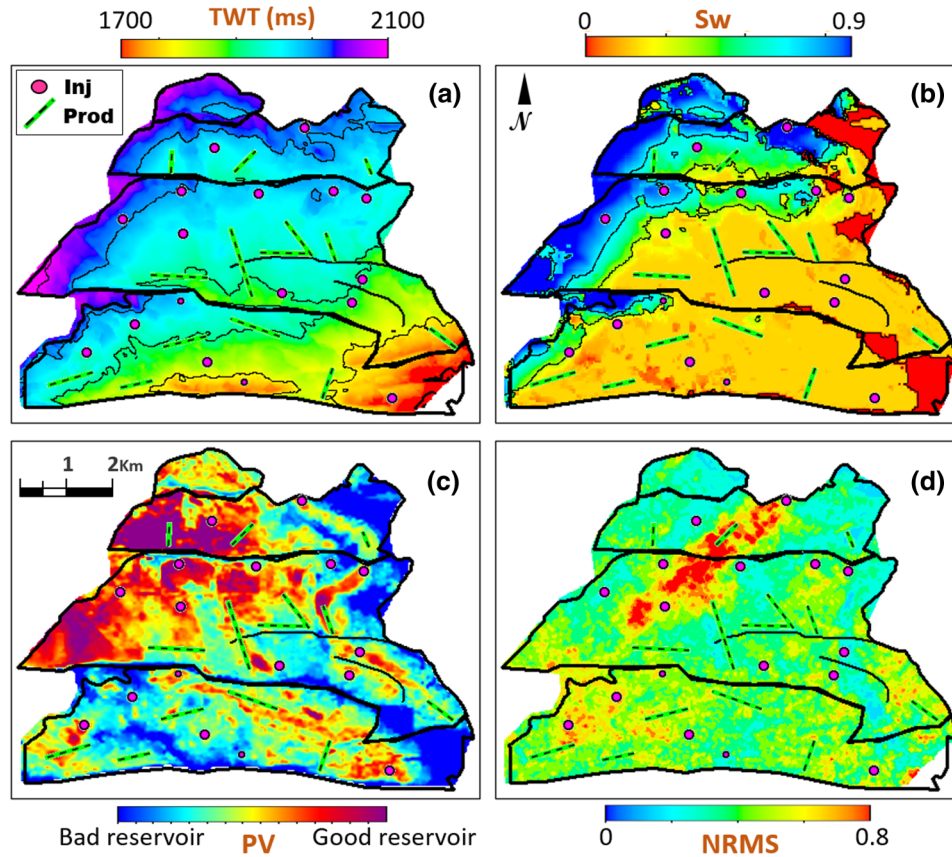 TWT (ms)
1700 2100
Sw
0 0.9
Inj
Prod
(a)
N
(b)
1 2Km
(c)
(d)
Bad reservoir PV Good reservoir
0 NRMS 0.8